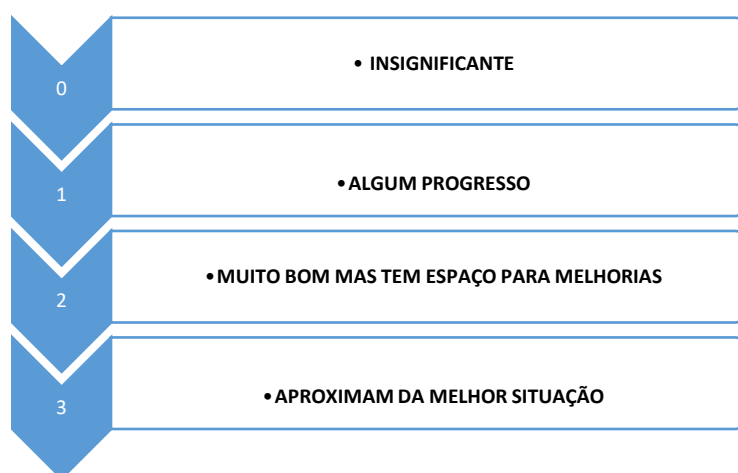 • INSIGNIFICANTE
0
•ALGUM PROGRESSO
1
•MUITO BOM MAS TEM ESPAÇO PARA MELHORIAS
2
•APROXIMAM DA MELHOR SITUAÇÃO
3